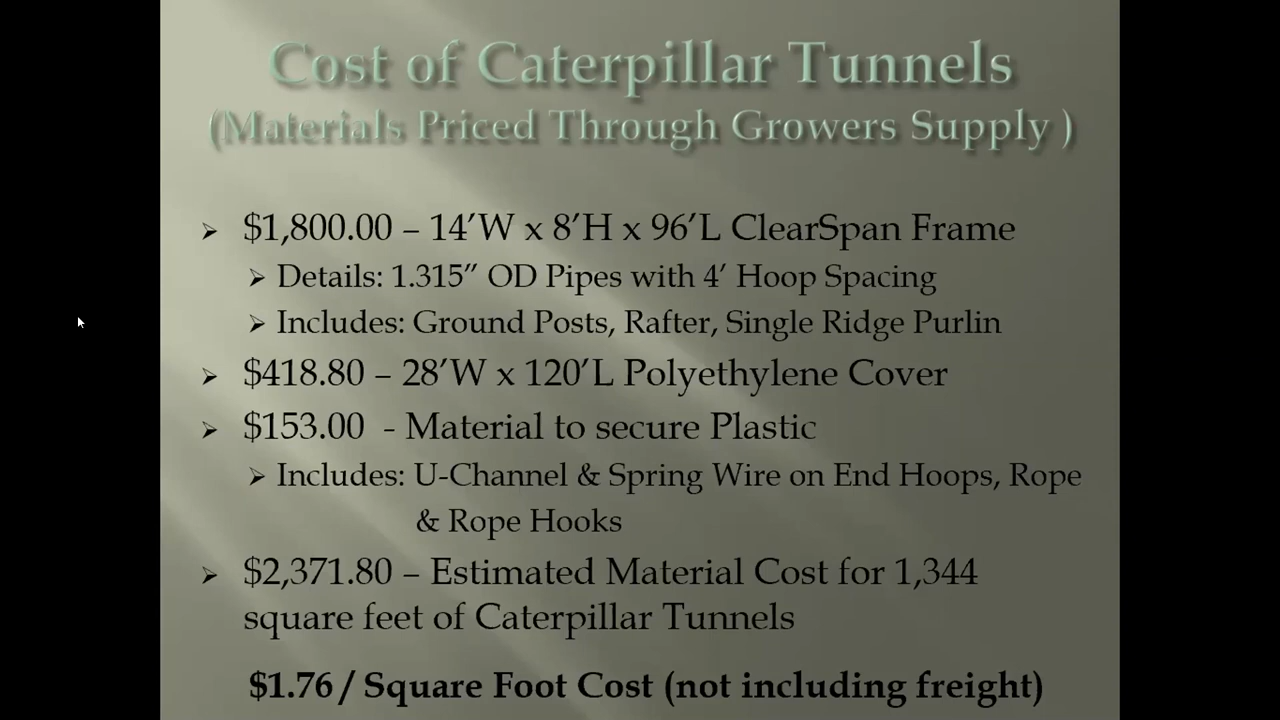 Cost of Caterpillar Tunnels
(Materials Priced Through Growers Supply )
$1,800.00 – 14’W x 8’H x 96’L ClearSpan Frame
Details: 1.315” OD Pipes with 4’ Hoop Spacing
Includes: Ground Posts, Rafter, Single Ridge Purlin
$418.80 – 28’W x 120’L Polyethylene Cover
$153.00 - Material to secure Plastic
Includes: U-Channel & Spring Wire on End Hoops, Rope
& Rope Hooks
$2,371.80 – Estimated Material Cost for 1,344
square feet of Caterpillar Tunnels
$1.76 / Square Foot Cost (not including freight)